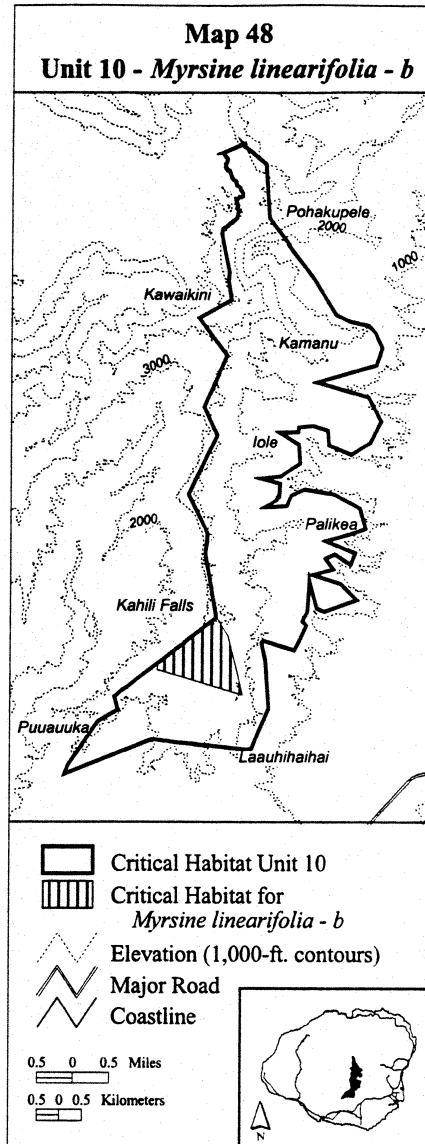 Map 48
Unit 10 - Myrsine linearifolia - b
Pohakupele
2000
1000
Kawaikini
Kamanu
3000
Iole
2000
Palikea
Kahili Falls
Puuauuka
Laauhihaihai
Critical Habitat Unit 10
Critical Habitat for
Myrsine linearifolia - b
Elevation (1,000-ft. contours)
Major Road
Coastline
0.5 0 0.5 Miles
0.5 0 0.5 Kilometers
N